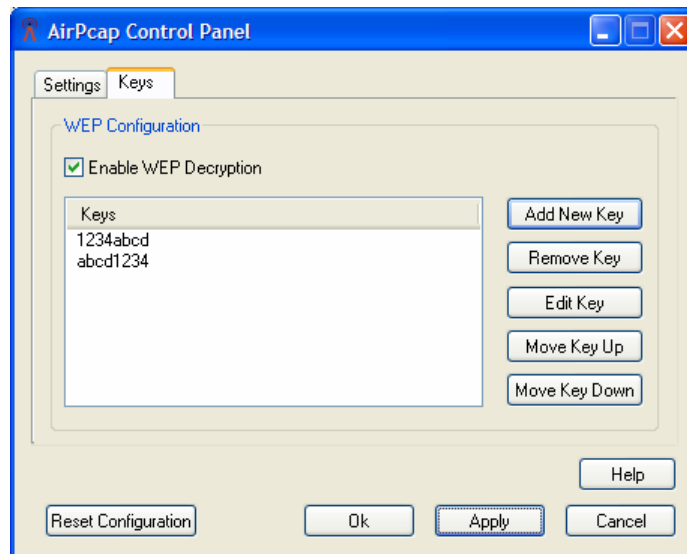 AirPcap Control Panel
Settings Keys
WEP Configuration
Enable WEP Decryption
Keys
1234abcd
abcd1234
Add New Key
Remove Key
Edit Key
Move Key Up
Move Key Down
Help
Reset Configuration Ok Apply Cancel